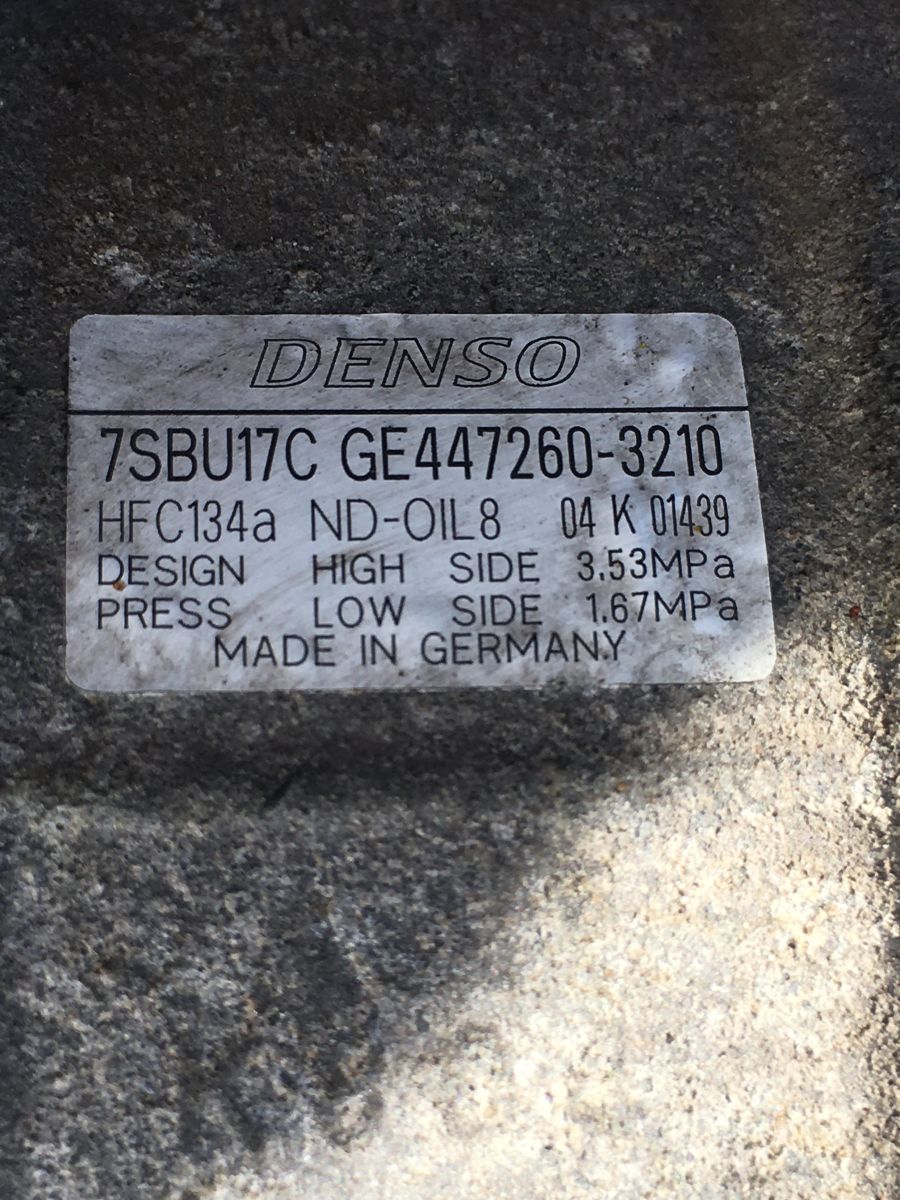 DENSO
7SBU17C GE447260-3210
HFC134a ND-OIL8 04 K 01439
DESIGN HIGH SIDE 3.53MPa
PRESS LOW SIDE 1.67MPa
MADE IN GERMANY